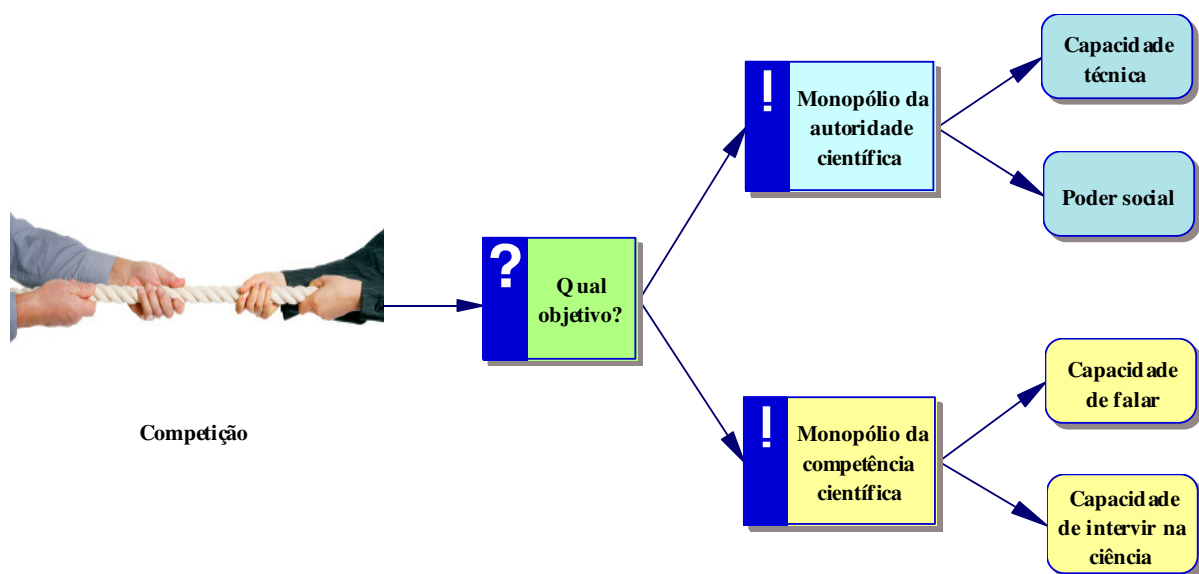 Competição
?
Qual
objetivo?
!
Monopólio da
autoridade
científica
Capacidade
técnica
Poder social
!
Monopólio da
competência
científica
Capacidade
de falar
Capacidade
de intervir na
ciência